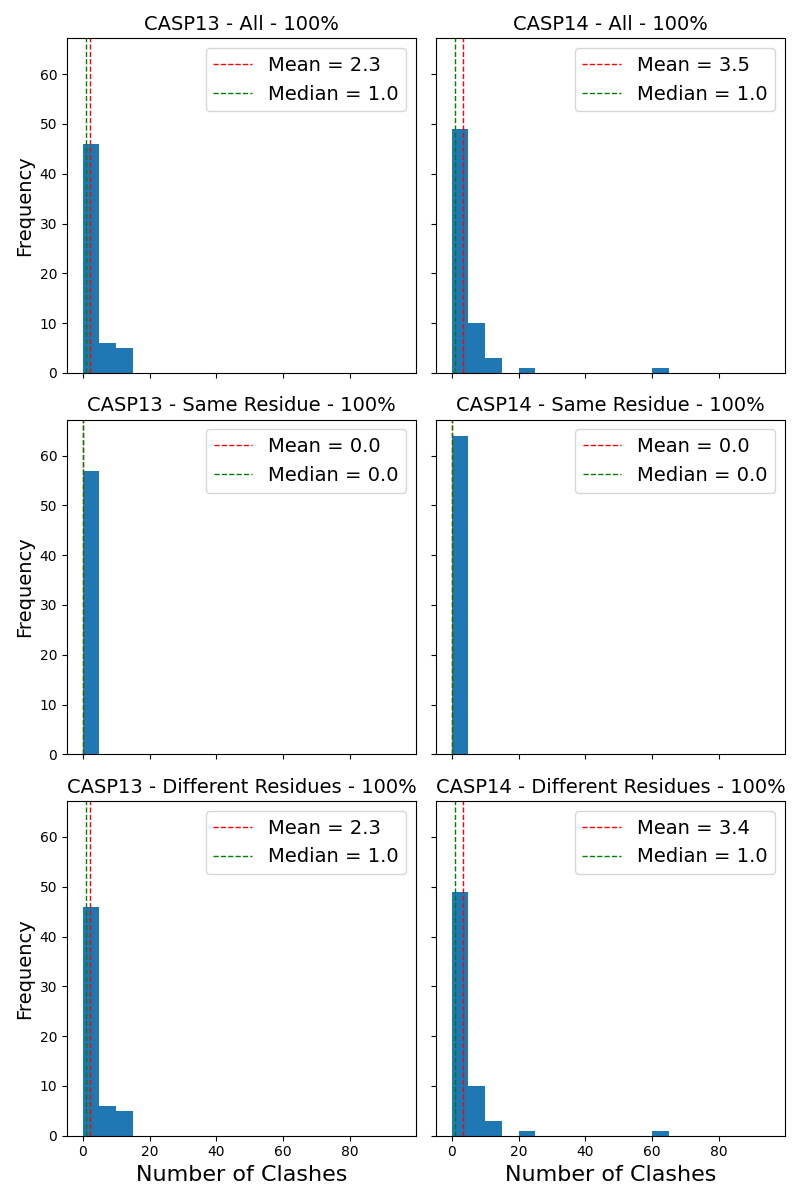 CASP13 - All - 100%
CASP14 - All - 100%
Mean = 2.3
Median = 1.0
Mean = 3.5
Median = 1.0
60
50
40
30
20
10
0
Frequency
CASP13 - Same Residue - 100%
CASP14 - Same Residue - 100%
Mean = 0.0
Median = 0.0
Mean = 0.0
Median = 0.0
60
50
40
30
20
10
0
Frequency
CASP13 - Different Residues - 100%
CASP14 - Different Residues - 100%
Mean = 2.3
Median = 1.0
Mean = 3.4
Median = 1.0
60
50
40
30
20
10
0
Frequency
0 20 40 60 80
0 20 40 60 80
Number of Clashes
Number of Clashes